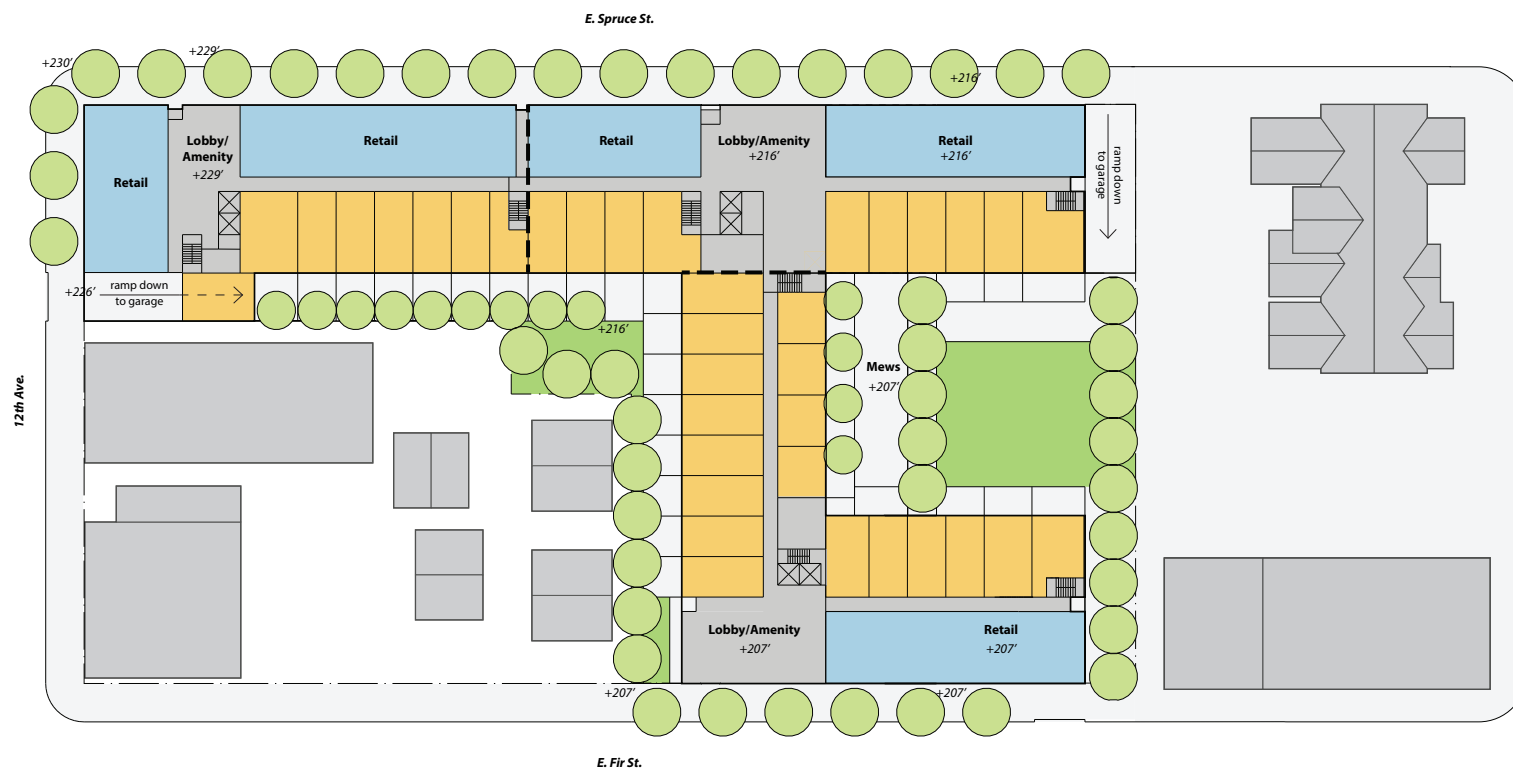 E. Spruce St.
+229'
+230'
+216'
Lobby/
Amenity
+229'
Retail
Retail
Retail
Lobby/Amenity
+216'
Retail
+216'
ramp down
to garage
+226'
ramp down
to garage
+216'
12th Ave.
Mews
+207'
Lobby/Amenity
+207'
Retail
+207'
+207'
+207'
E. Fir St.